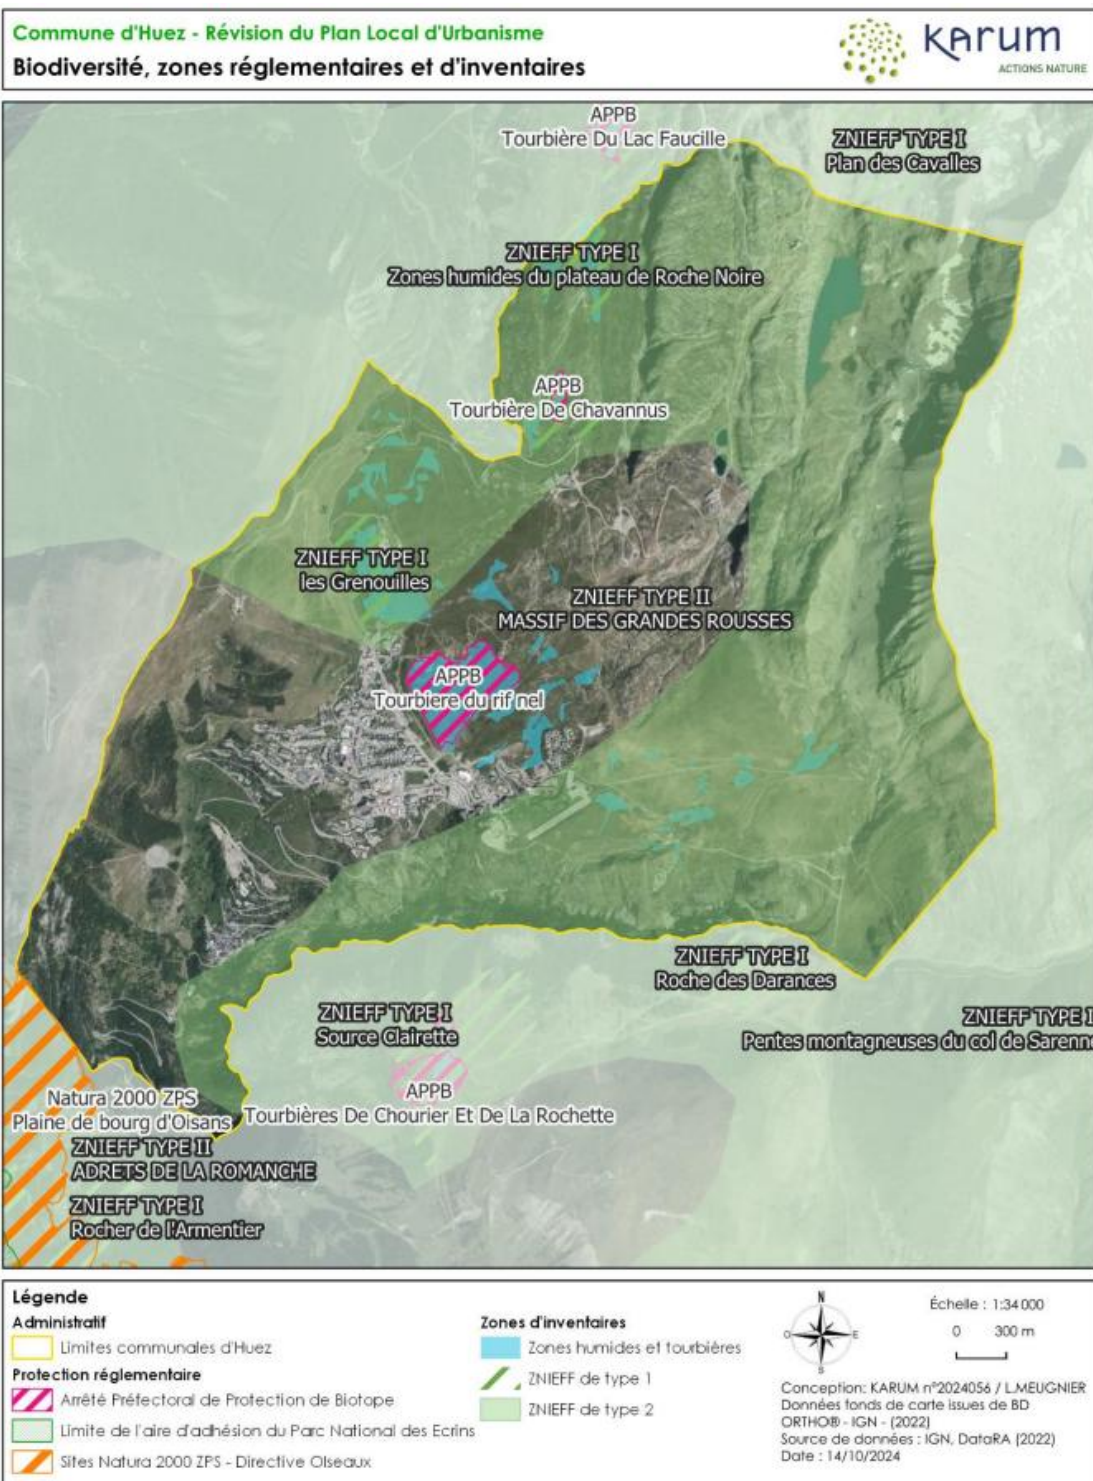 Commune d'Huez - Révision du Plan Local d'Urbanisme
Biodiversité, zones réglementaires et d'inventaires
KARUM
ACTIONS NATURE
APPB
Tourbière Du Lac Faucille
ZNIEFF TYPE I
Plan des Cavalles
ZNIEFF TYPE I
Zones humides du plateau de Roche Noire
APPB
Tourbière De Chavannus
ZNIEFF TYPE I
les Grenouilles
ZNIEFF TYPE II
MASSIF DES GRANDES ROUSSES
APPB
Tourbiere du rif nel
ZNIEFF TYPE I
Roche des Darances
ZNIEFF TYPE I
Source Clairette
ZNIEFF TYPE I
Pentes montagneuses du col de Sarenne
APPB
Tourbières De Chourier Et De La Rochette
Natura 2000 ZPS
Plaine de bourg d'Oisans
ZNIEFF TYPE II
ADRETS DE LA ROMANCHE
ZNIEFF TYPE I
Rocher de l'Armentier
Légende
Administratif
Limites communales d'Huez
Protection réglementaire
Arrêté Préfectoral de Protection de Biotope
Limite de l'aire d'adhésion du Parc National des Ecrins
Sites Natura 2000 ZPS - Directive Oiseaux
Zones d'inventaires
Zones humides et tourbières
ZNIEFF de type 1
ZNIEFF de type 2
N
O
E
S
Échelle : 1:34 000
0 300 m
Conception: KARUM n°2024056 / L.MEUGNIER
Données fonds de carte issues de BD
ORTHO® - IGN - (2022)
Source de données : IGN, DataRA (2022)
Date : 14/10/2024